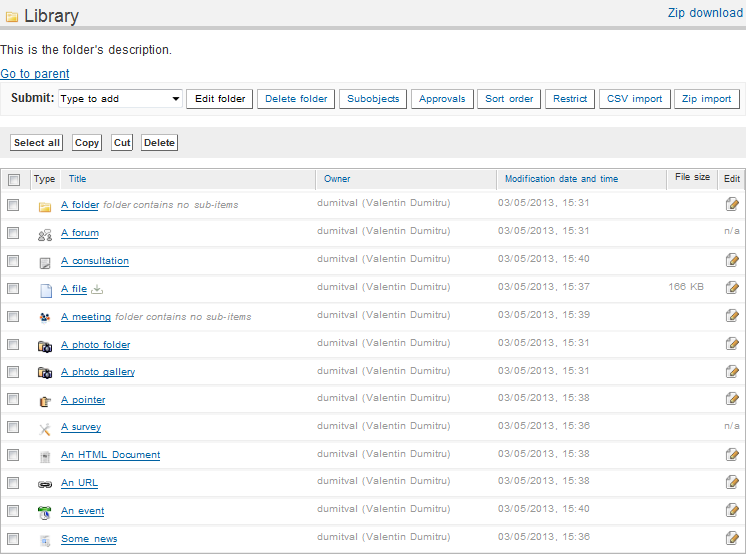 Library Zip download
This is the folder's description.
Go to parent
Submit: Type to add Edit folder Delete folder Subobjects Approvals Sort order Restrict CSV import Zip import
Select all Copy Cut Delete
Type Title Owner Modification date and time File size Edit
A folder folder contains no sub-items dumitval (Valentin Dumitru) 03/05/2013, 15:31
A forum dumitval (Valentin Dumitru) 03/05/2013, 15:31 n/a
A consultation dumitval (Valentin Dumitru) 03/05/2013, 15:40
A file dumitval (Valentin Dumitru) 03/05/2013, 15:37 166 KB
A meeting folder contains no sub-items dumitval (Valentin Dumitru) 03/05/2013, 15:39
A photo folder dumitval (Valentin Dumitru) 03/05/2013, 15:31
A photo gallery dumitval (Valentin Dumitru) 03/05/2013, 15:31
A pointer dumitval (Valentin Dumitru) 03/05/2013, 15:38
A survey dumitval (Valentin Dumitru) 03/05/2013, 15:36 n/a
An HTML Document dumitval (Valentin Dumitru) 03/05/2013, 15:38
An URL dumitval (Valentin Dumitru) 03/05/2013, 15:38
An event dumitval (Valentin Dumitru) 03/05/2013, 15:40
Some news dumitval (Valentin Dumitru) 03/05/2013, 15:36